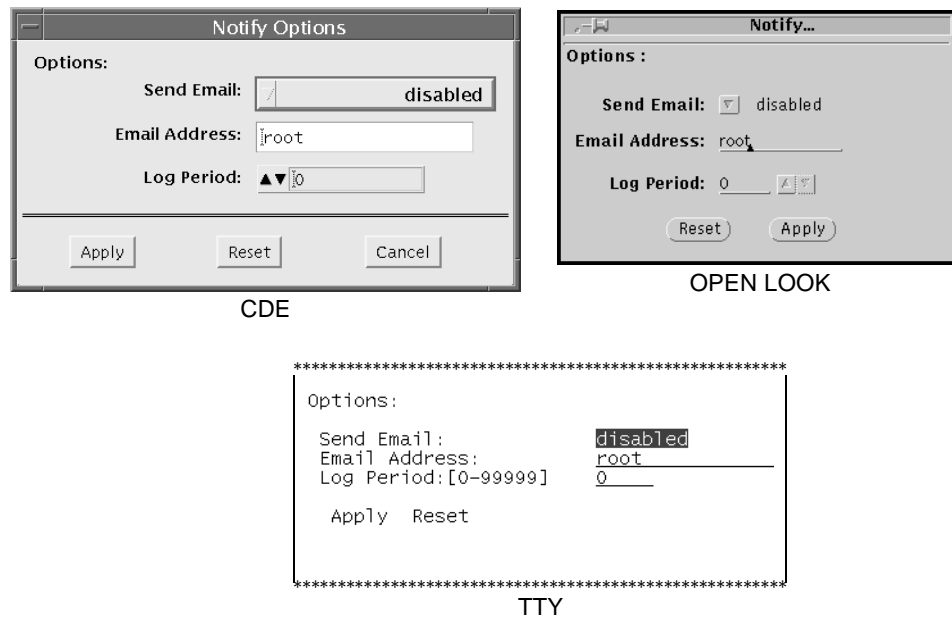 Notify Options
Options:
Send Email: disabled
Email Address: root
Log Period: 0
Apply Reset Cancel
CDE
Notify...
Options :
Send Email: disabled
Email Address: root
Log Period: 0
Reset Apply
OPEN LOOK
******************************************************
Options:
Send Email: disabled
Email Address: root
Log Period:[0-99999] 0
Apply Reset
******************************************************
TTY